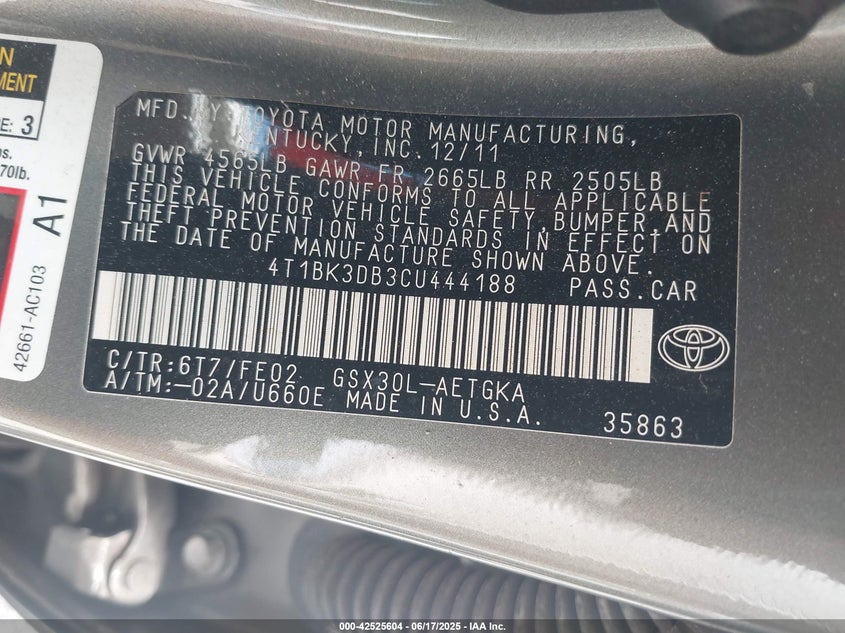 N
MENT
E: 3
s.
70lb.
A1
42661-AC103
MFD. BY TOYOTA MOTOR MANUFACTURING,
KENTUCKY, INC. 12/11
GVWR 4565LB GAWR FR 2665LB RR 2505LB
THIS VEHICLE CONFORMS TO ALL APPLICABLE
FEDERAL MOTOR VEHICLE SAFETY, BUMPER, AND
THEFT PREVENTION STANDARDS IN EFFECT ON
THE DATE OF MANUFACTURE SHOWN ABOVE.
4T1BK3DB3CU444188 PASS.CAR
C/TR:6T7/FE02 GSX30L-AETGKA
A/TM:-02A/U660E MADE IN U.S.A. 35863
000-42525604 / 06/17/2025 - IAA Inc.